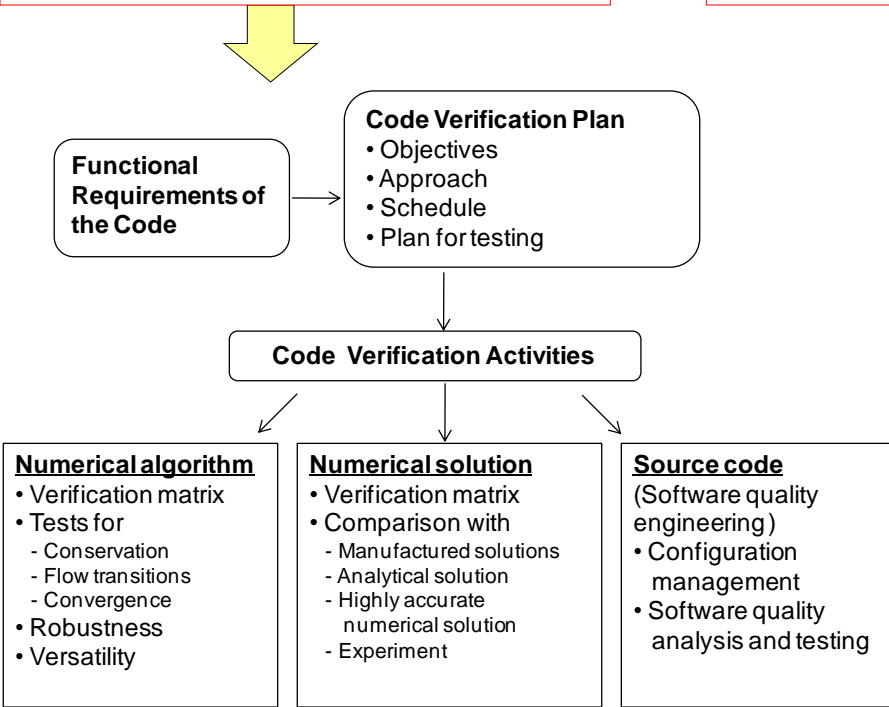 Code Verification Plan
• Objectives
• Approach
• Schedule
• Plan for testing
Functional
Requirements of
the Code
Code Verification Activities
Numerical algorithm
• Verification matrix
• Tests for
- Conservation
- Flow transitions
- Convergence
• Robustness
• Versatility
Numerical solution
• Verification matrix
• Comparison with
- Manufactured solutions
- Analytical solution
- Highly accurate
numerical solution
- Experiment
Source code
(Software quality
engineering)
• Configuration
management
• Software quality
analysis and testing